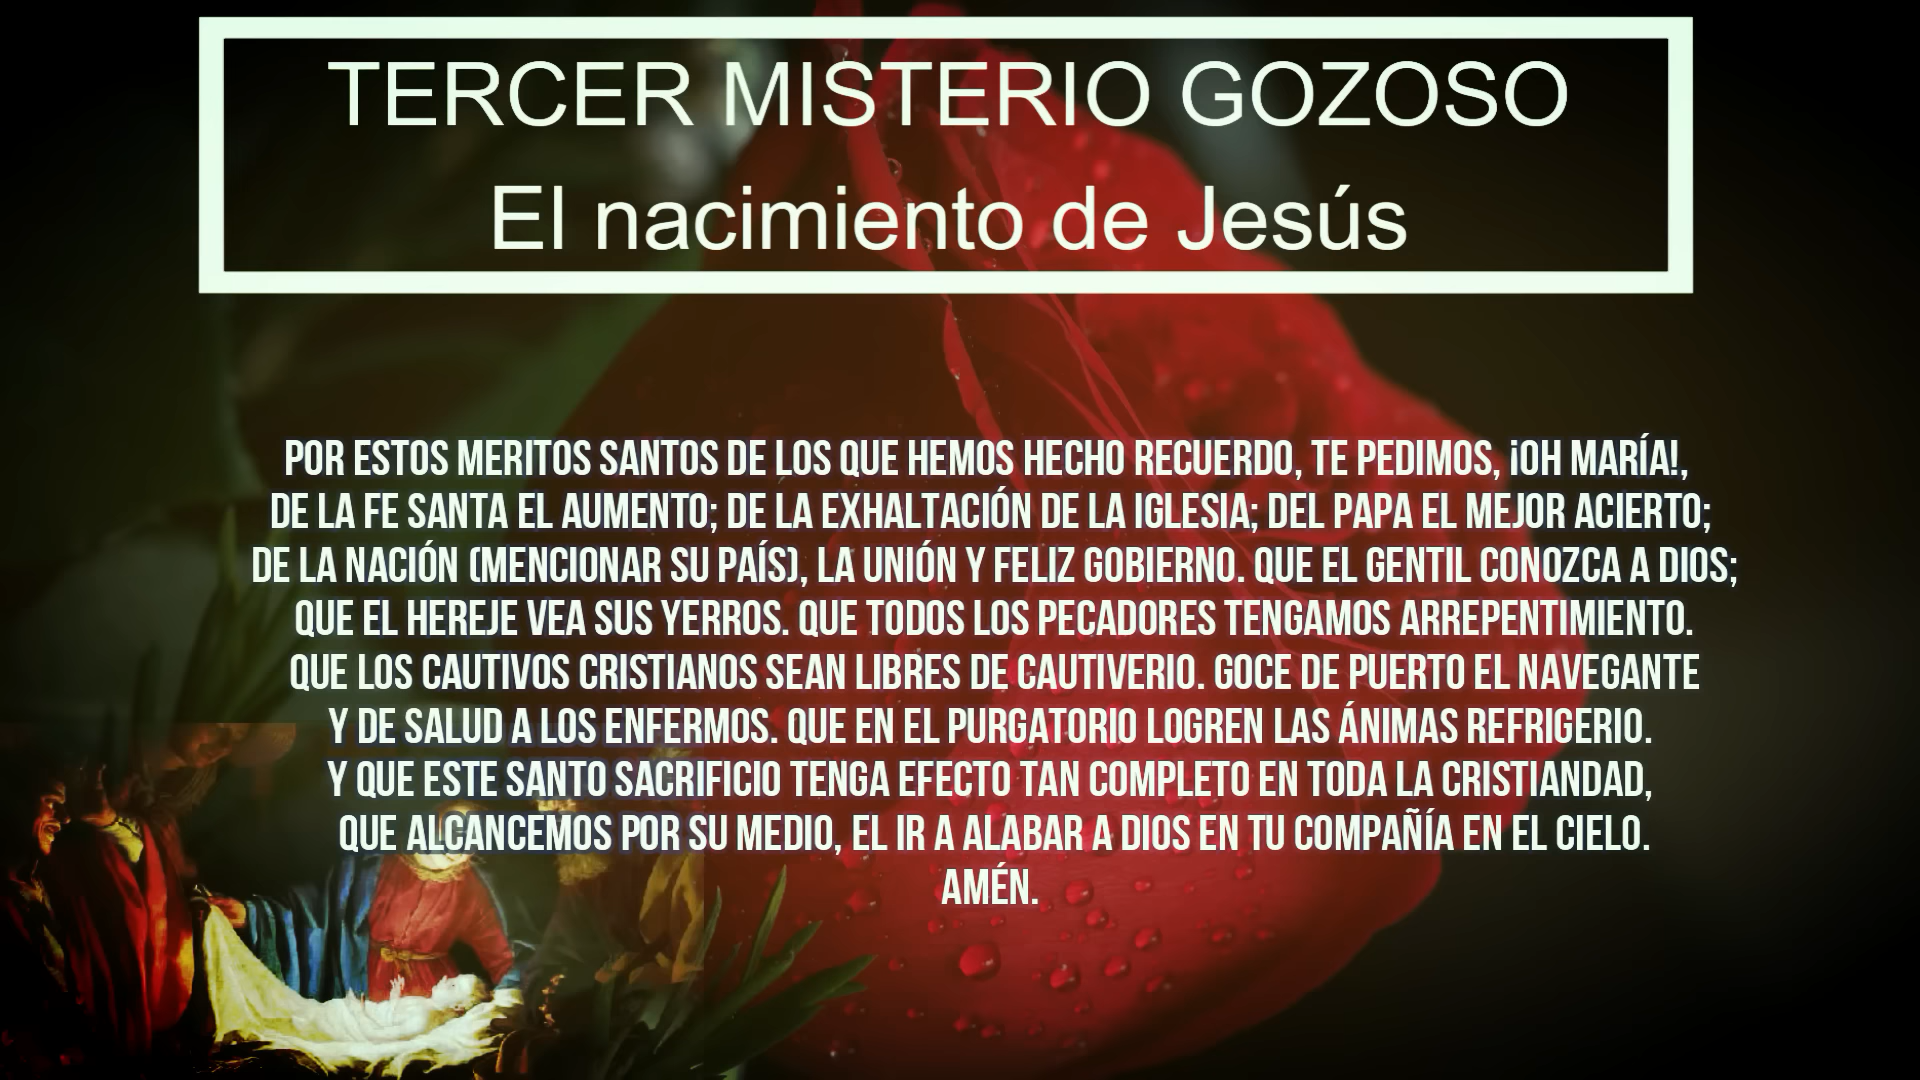 TERCER MISTERIO GOZOSO
El nacimiento de Jesús
POR ESTOS MERITOS SANTOS DE LOS QUE HEMOS HECHO RECUERDO, TE PEDIMOS, ¡OH MARÍA!,
DE LA FE SANTA EL AUMENTO; DE LA EXHALTACIÓN DE LA IGLESIA; DEL PAPA EL MEJOR ACIERTO;
DE LA NACIÓN (MENCIONAR SU PAÍS), LA UNIÓN Y FELIZ GOBIERNO. QUE EL GENTIL CONOZCA A DIOS;
QUE EL HEREJE VEA SUS YERROS. QUE TODOS LOS PECADORES TENGAMOS ARREPENTIMIENTO.
QUE LOS CAUTIVOS CRISTIANOS SEAN LIBRES DE CAUTIVERIO. GOCE DE PUERTO EL NAVEGANTE
Y DE SALUD A LOS ENFERMOS. QUE EN EL PURGATORIO LOGREN LAS ÁNIMAS REFRIGERIO.
Y QUE ESTE SANTO SACRIFICIO TENGA EFECTO TAN COMPLETO EN TODA LA CRISTIANDAD,
QUE ALCANCEMOS POR SU MEDIO, EL IR A ALABAR A DIOS EN TU COMPAÑÍA EN EL CIELO.
AMÉN.